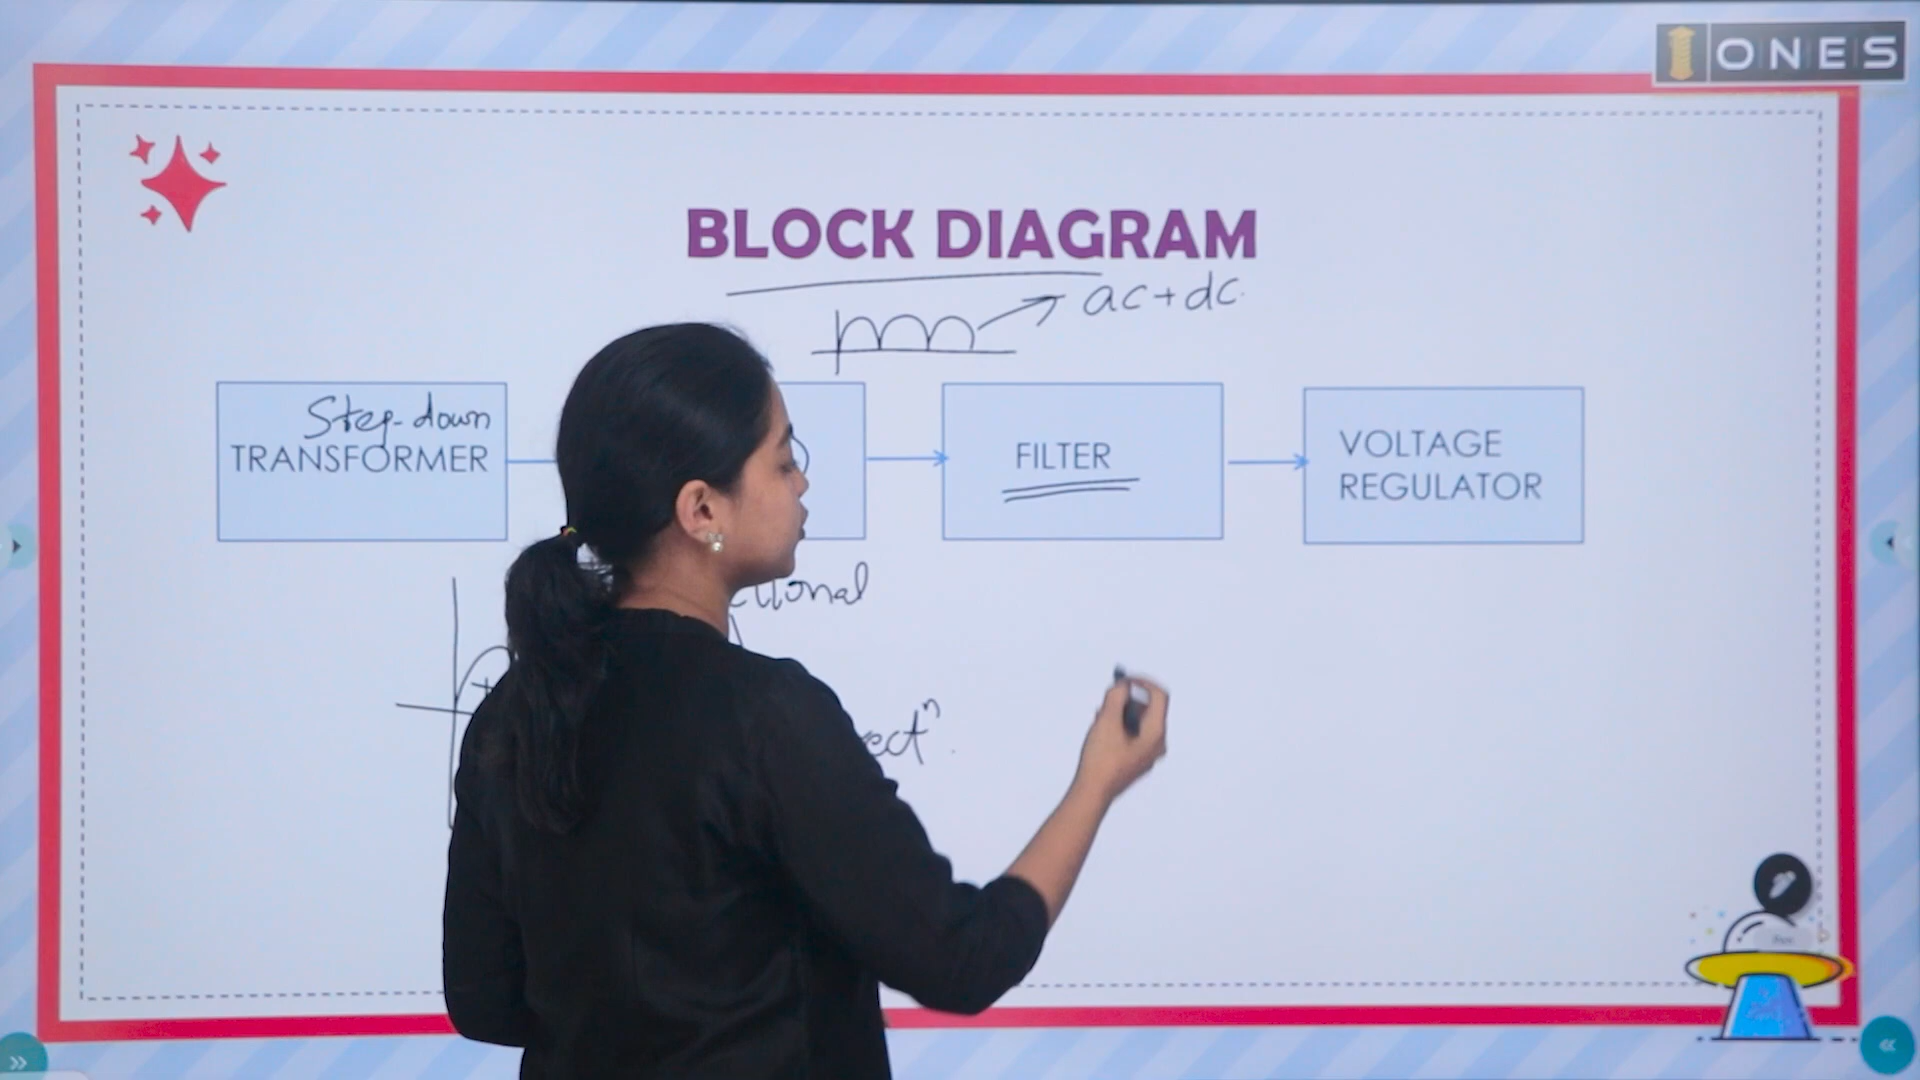 ONES
BLOCK DIAGRAM
ac+dc
Step-down
TRANSFORMER
FILTER
VOLTAGE
REGULATOR